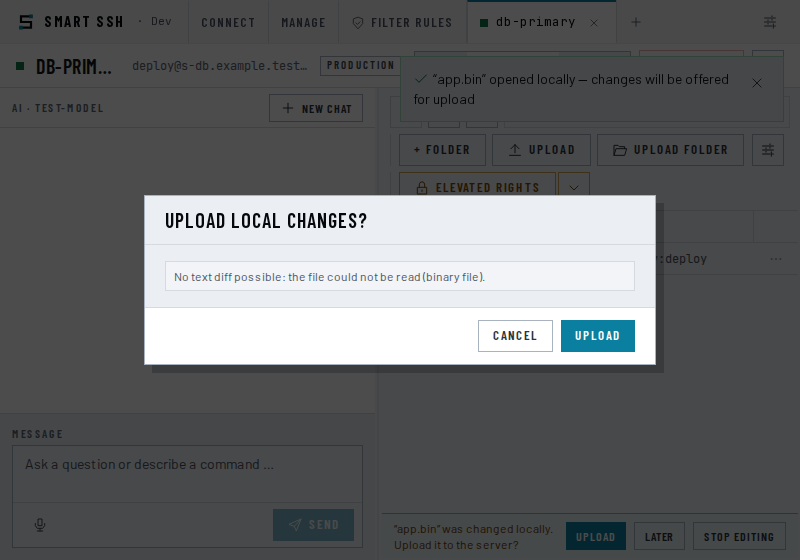 SMART SSH · Dev CONNECT MANAGE FILTER RULES db-primary
DB-PRIM… deploy@s-db.example.test… PRODUCTION
"app.bin" opened locally — changes will be offered
for upload
AI · TEST-MODEL NEW CHAT
+ FOLDER UPLOAD UPLOAD FOLDER
ELEVATED RIGHTS
UPLOAD LOCAL CHANGES?
:deploy
No text diff possible: the file could not be read (binary file).
CANCEL UPLOAD
MESSAGE
Ask a question or describe a command …
SEND
"app.bin" was changed locally.
Upload it to the server?
UPLOAD LATER STOP EDITING